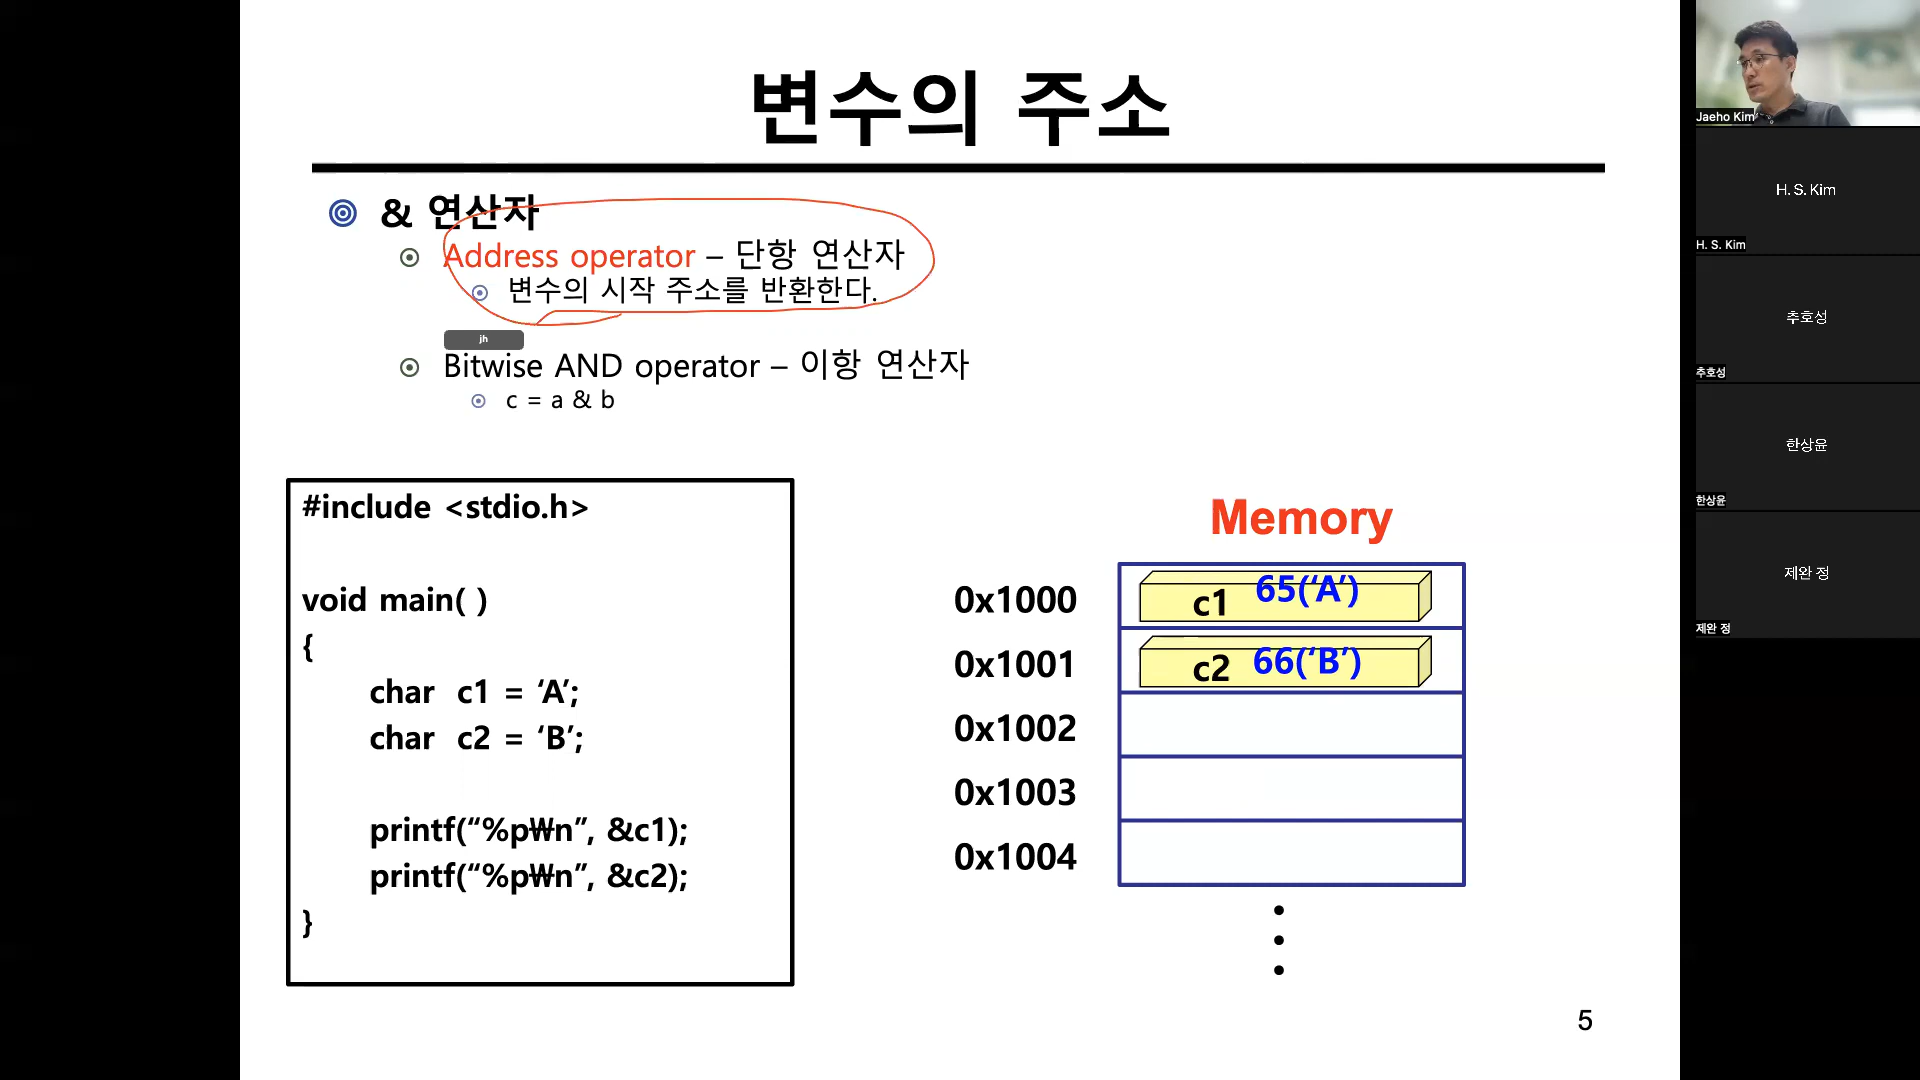 변수의 주소
& 연산자
Address operator – 단항 연산자
변수의 시작 주소를 반환한다.
jh
Bitwise AND operator – 이항 연산자
c = a & b
#include <stdio.h>
void main( )
{
char c1 = ‘A’;
char c2 = ‘B’;
printf(“%p₩n”, &c1);
printf(“%p₩n”, &c2);
}
Memory
0x1000 c1 65(‘A’)
0x1001 c2 66(‘B’)
0x1002
0x1003
0x1004
5
Jaeho Kim
H. S. Kim
H. S. Kim
추호성
추호성
한상윤
한상윤
제완 정
제완 정